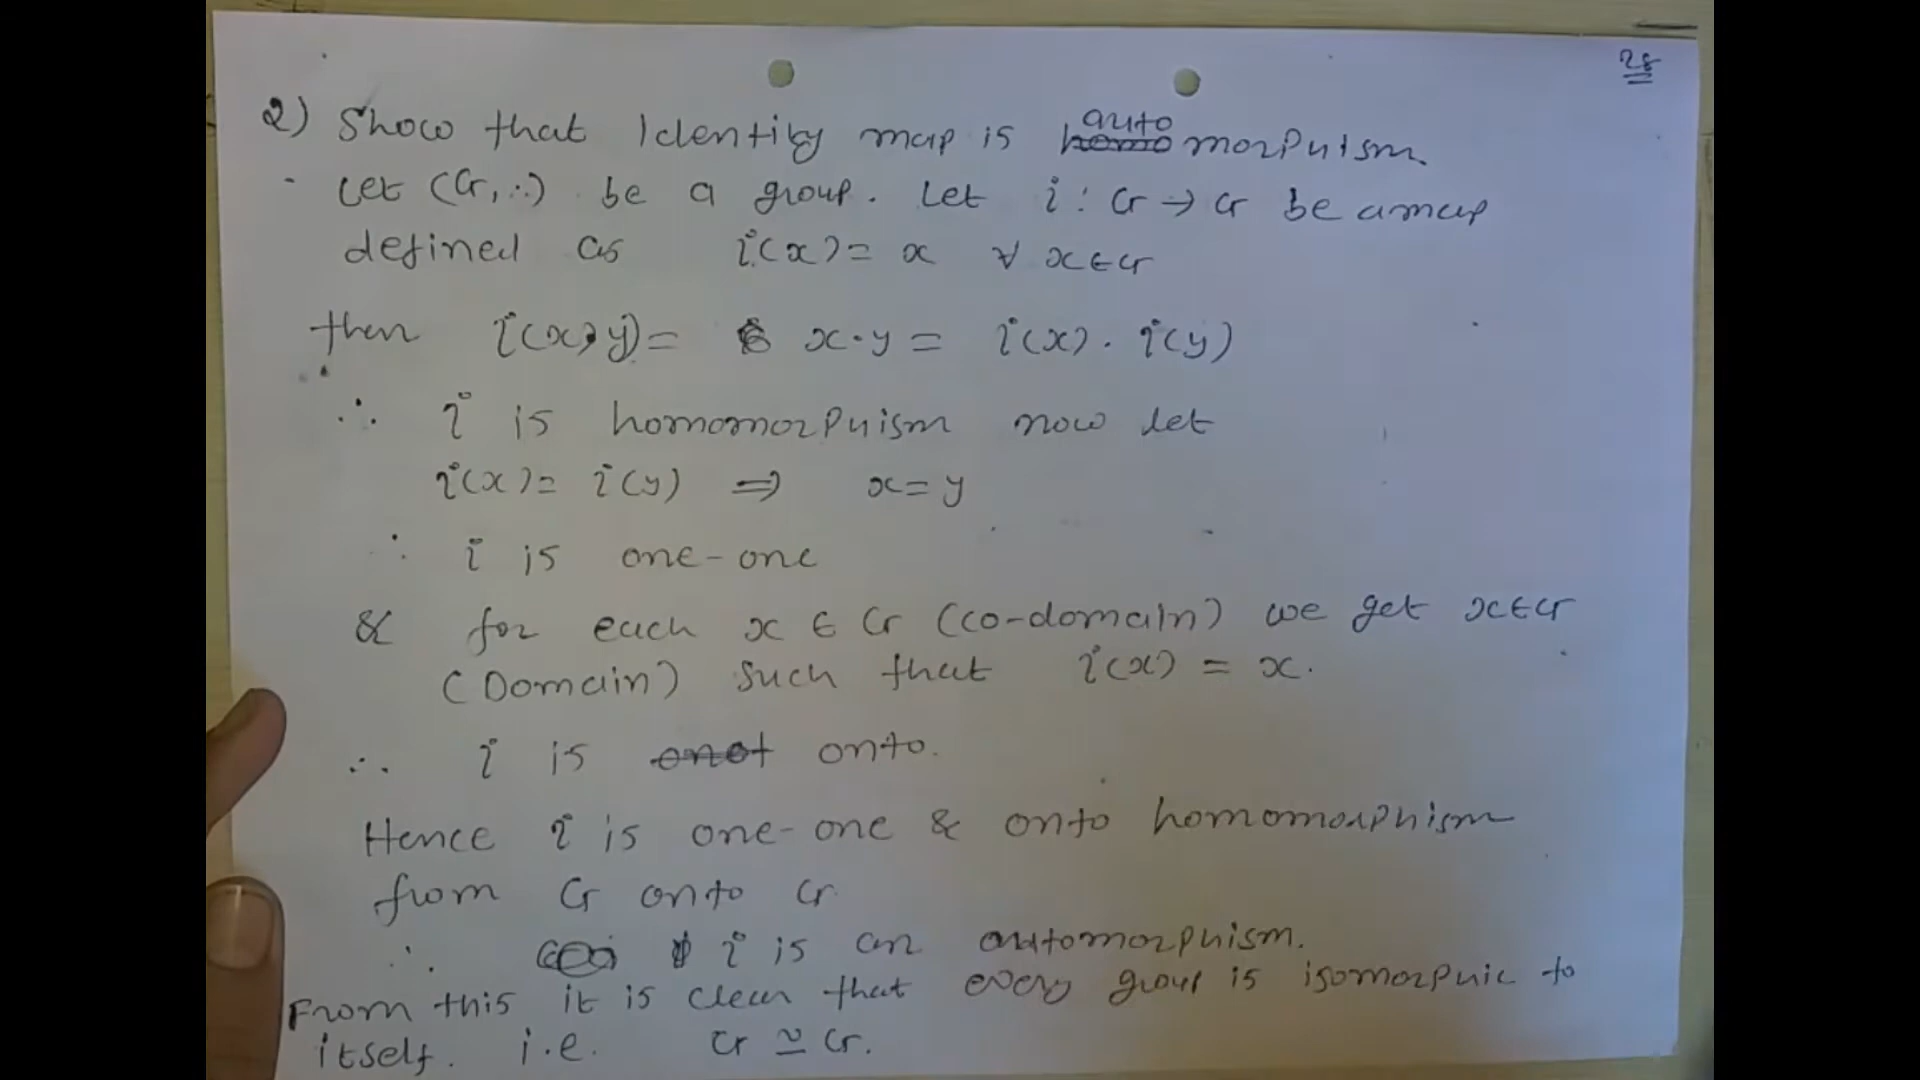 28
2) Show that Identity map is automorphism.
Let (G, ·) be a group. Let i : G → G be a map
defined as i(x) = x ∀ x ∈ G
then i(x·y) = x·y = i(x) · i(y)
∴ i is homomorphism now let
i(x) = i(y) ⇒ x = y
∴ i is one-one
& for each x ∈ G (co-domain) we get x ∈ G
(Domain) such that i(x) = x.
∴ i is onto.
Hence i is one-one & onto homomorphism
from G onto G
∴ i is an automorphism.
From this it is clear that every group is isomorphic to
itself. i.e. G ≃ G.